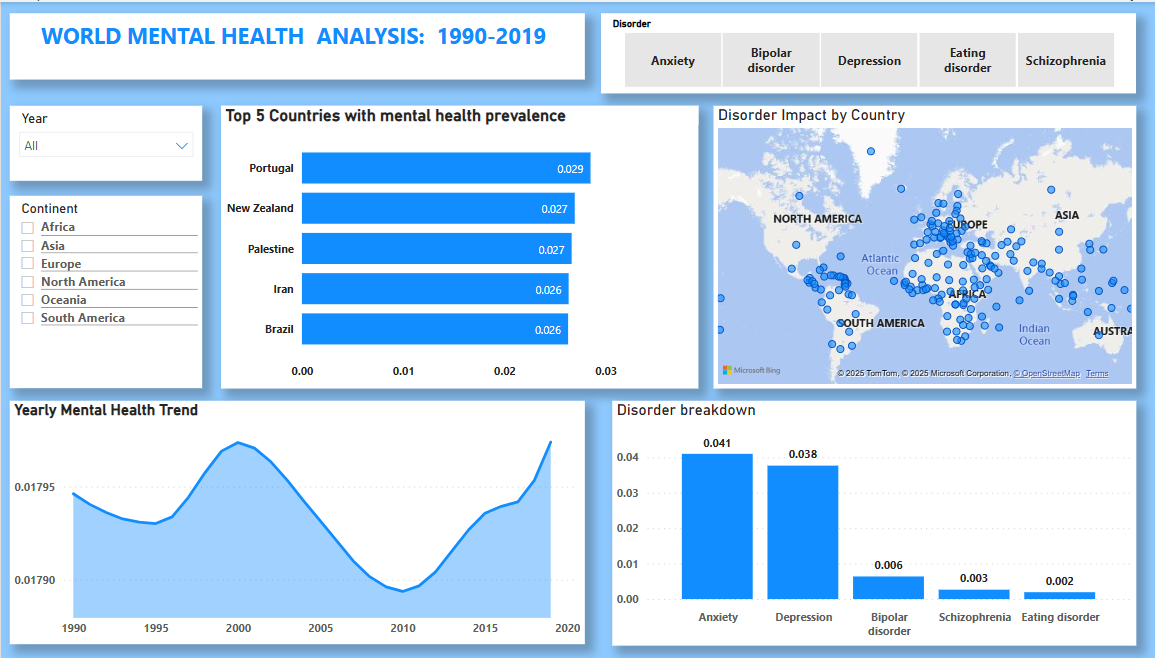 WORLD MENTAL HEALTH ANALYSIS: 1990-2019
Disorder
Anxiety
Bipolar
disorder
Depression
Eating
disorder
Schizophrenia
Year
All
Continent
Africa
Asia
Europe
North America
Oceania
South America
Top 5 Countries with mental health prevalence
Portugal
0.029
New Zealand
0.027
Palestine
0.027
Iran
0.026
Brazil
0.026
0.00
0.01
0.02
0.03
Disorder Impact by Country
NORTH AMERICA
EUROPE
ASIA
Atlantic
Ocean
AFRICA
SOUTH AMERICA
Indian
Ocean
AUSTRA
Microsoft Bing
© 2025 TomTom, © 2025 Microsoft Corporation, © OpenStreetMap Terms
Yearly Mental Health Trend
0.01795
0.01790
1990
1995
2000
2005
2010
2015
2020
Disorder breakdown
0.04
0.03
0.02
0.01
0.00
0.041
0.038
0.006
0.003
0.002
Anxiety
Depression
Bipolar
disorder
Schizophrenia
Eating disorder